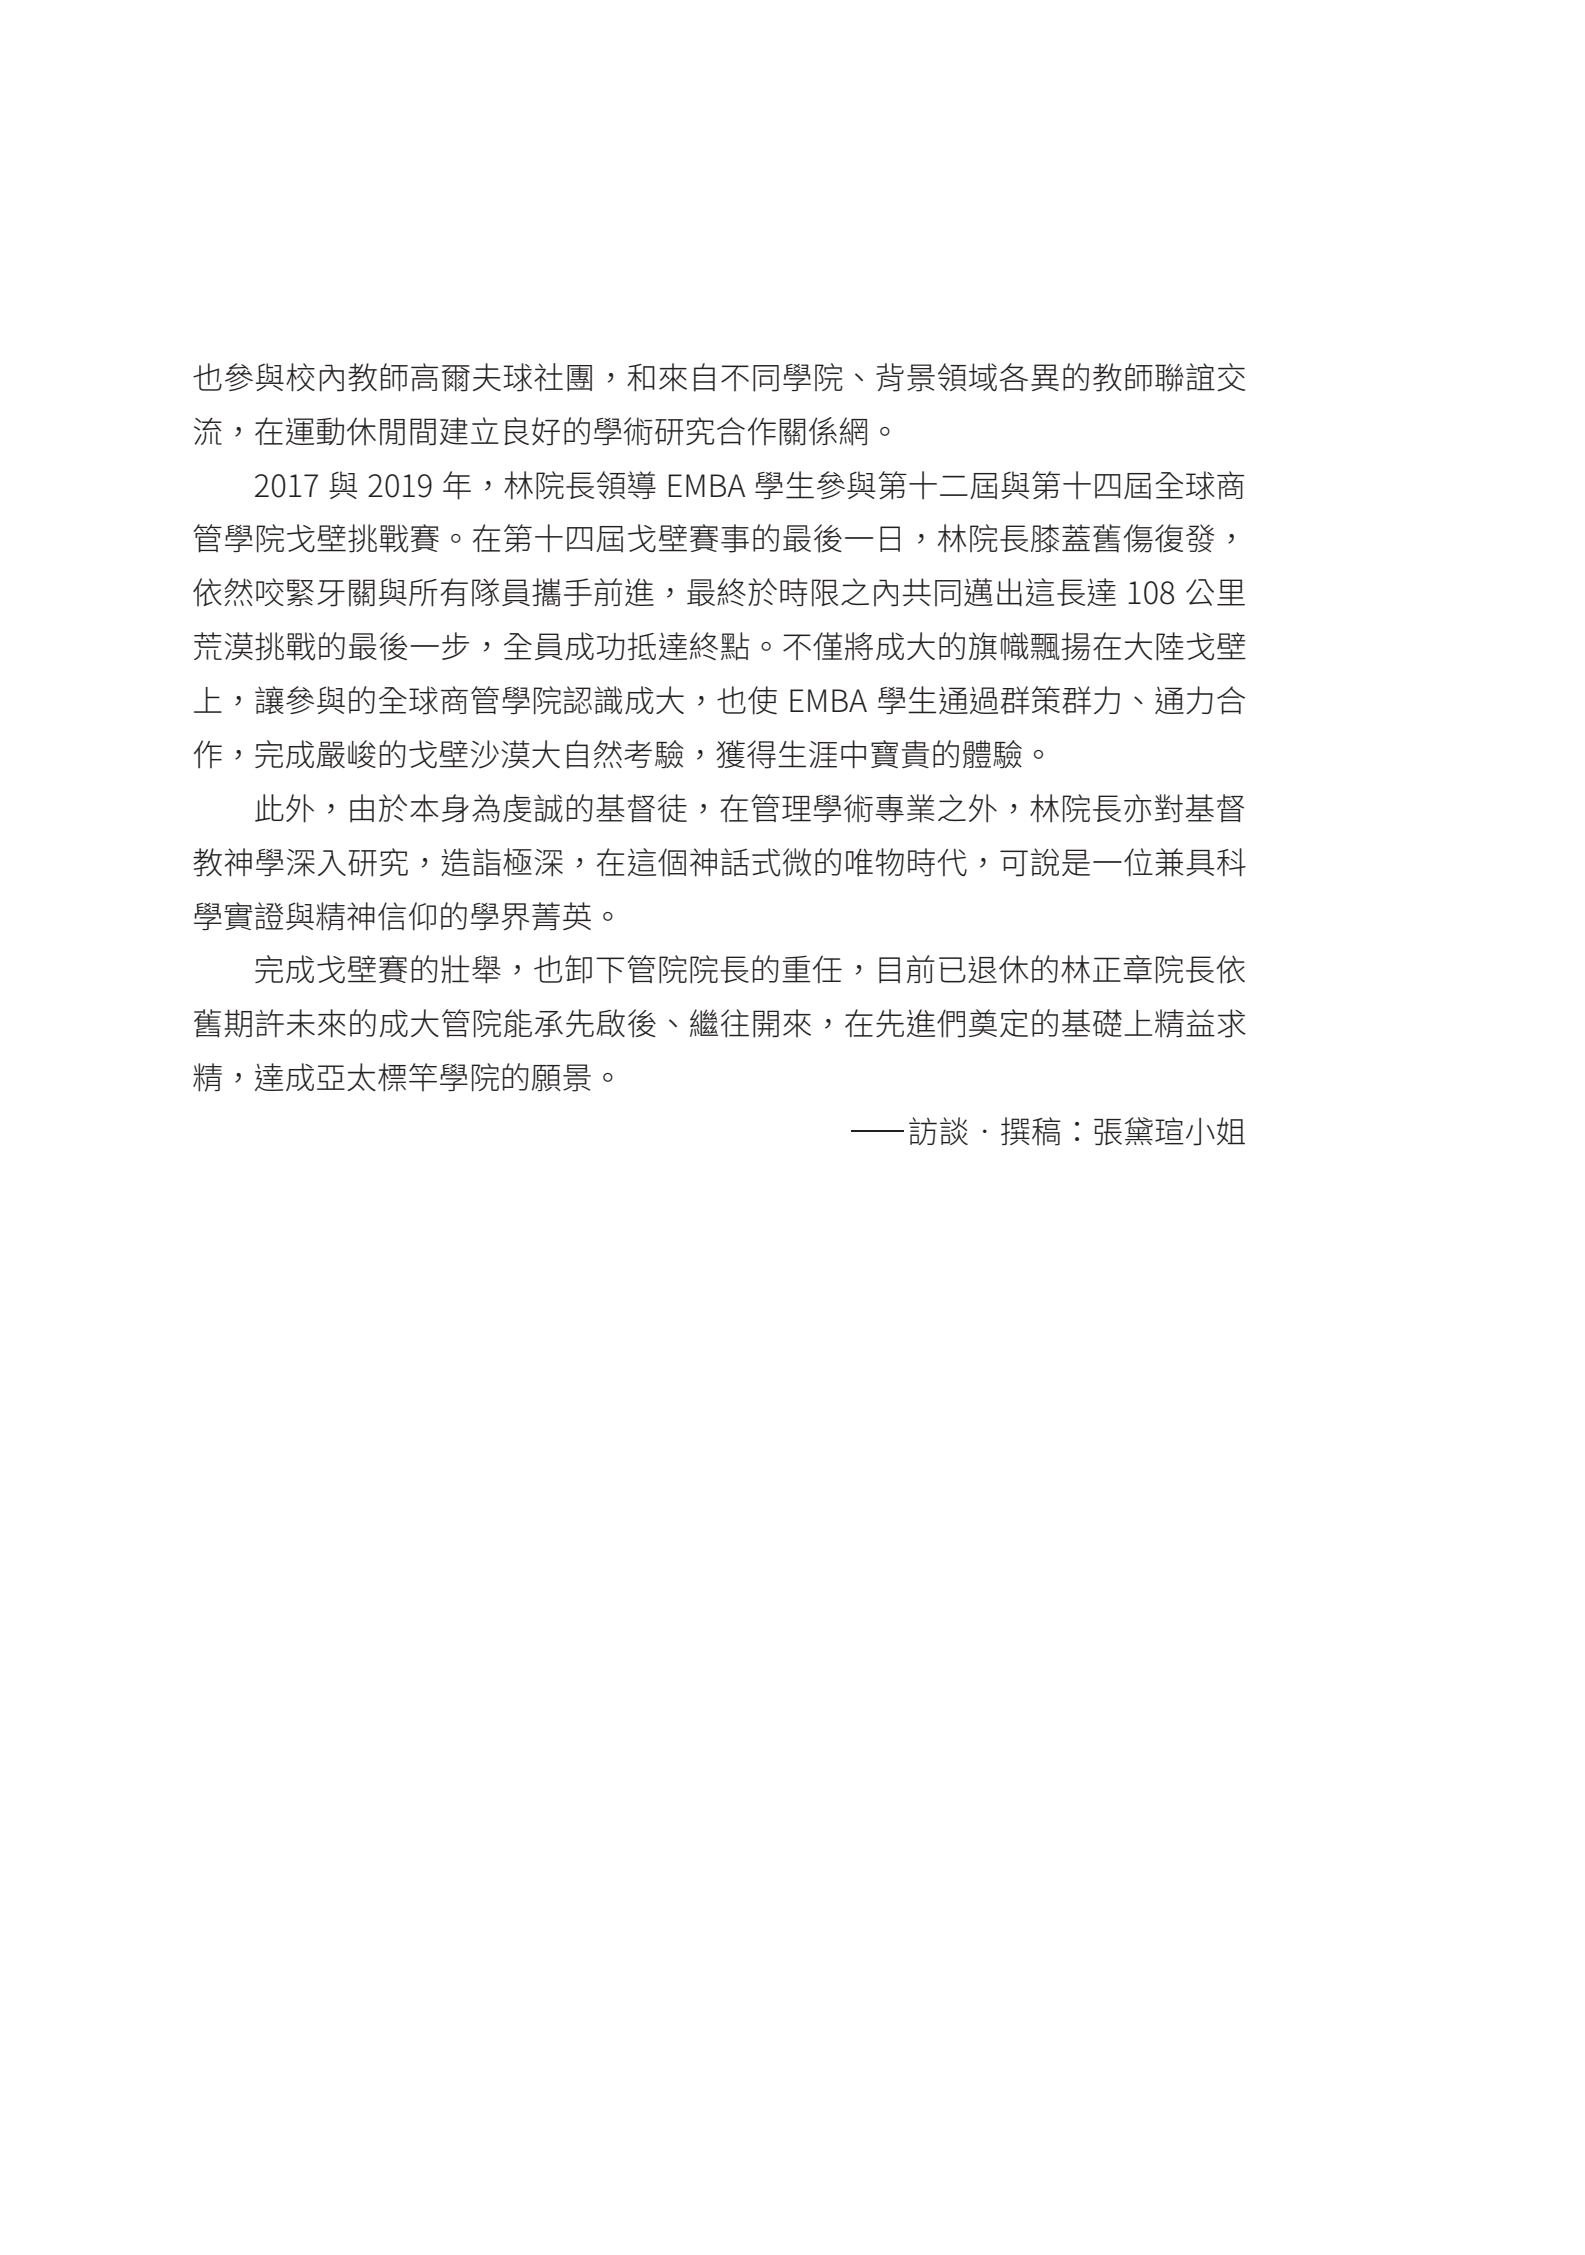 也參與校內教師高爾夫球社團，和來自不同學院、背景領域各異的教師聯誼交
流，在運動休閒間建立良好的學術研究合作關係網。
2017 與 2019 年，林院長領導 EMBA 學生參與第十二屆與第十四屆全球商
管學院戈壁挑戰賽。在第十四屆戈壁賽事的最後一日，林院長膝蓋舊傷復發，
依然咬緊牙關與所有隊員攜手前進，最終於時限之內共同邁出這長達 108 公里
荒漠挑戰的最後一步，全員成功抵達終點。不僅將成大的旗幟飄揚在大陸戈壁
上，讓參與的全球商管學院認識成大，也使 EMBA 學生通過群策群力、通力合
作，完成嚴峻的戈壁沙漠大自然考驗，獲得生涯中寶貴的體驗。
此外，由於本身為虔誠的基督徒，在管理學術專業之外，林院長亦對基督
教神學深入研究，造詣極深，在這個神話式微的唯物時代，可說是一位兼具科
學實證與精神信仰的學界菁英。
完成戈壁賽的壯舉，也卸下管院院長的重任，目前已退休的林正章院長依
舊期許未來的成大管院能承先啟後、繼往開來，在先進們奠定的基礎上精益求
精，達成亞太標竿學院的願景。
——訪談．撰稿：張黛瑄小姐